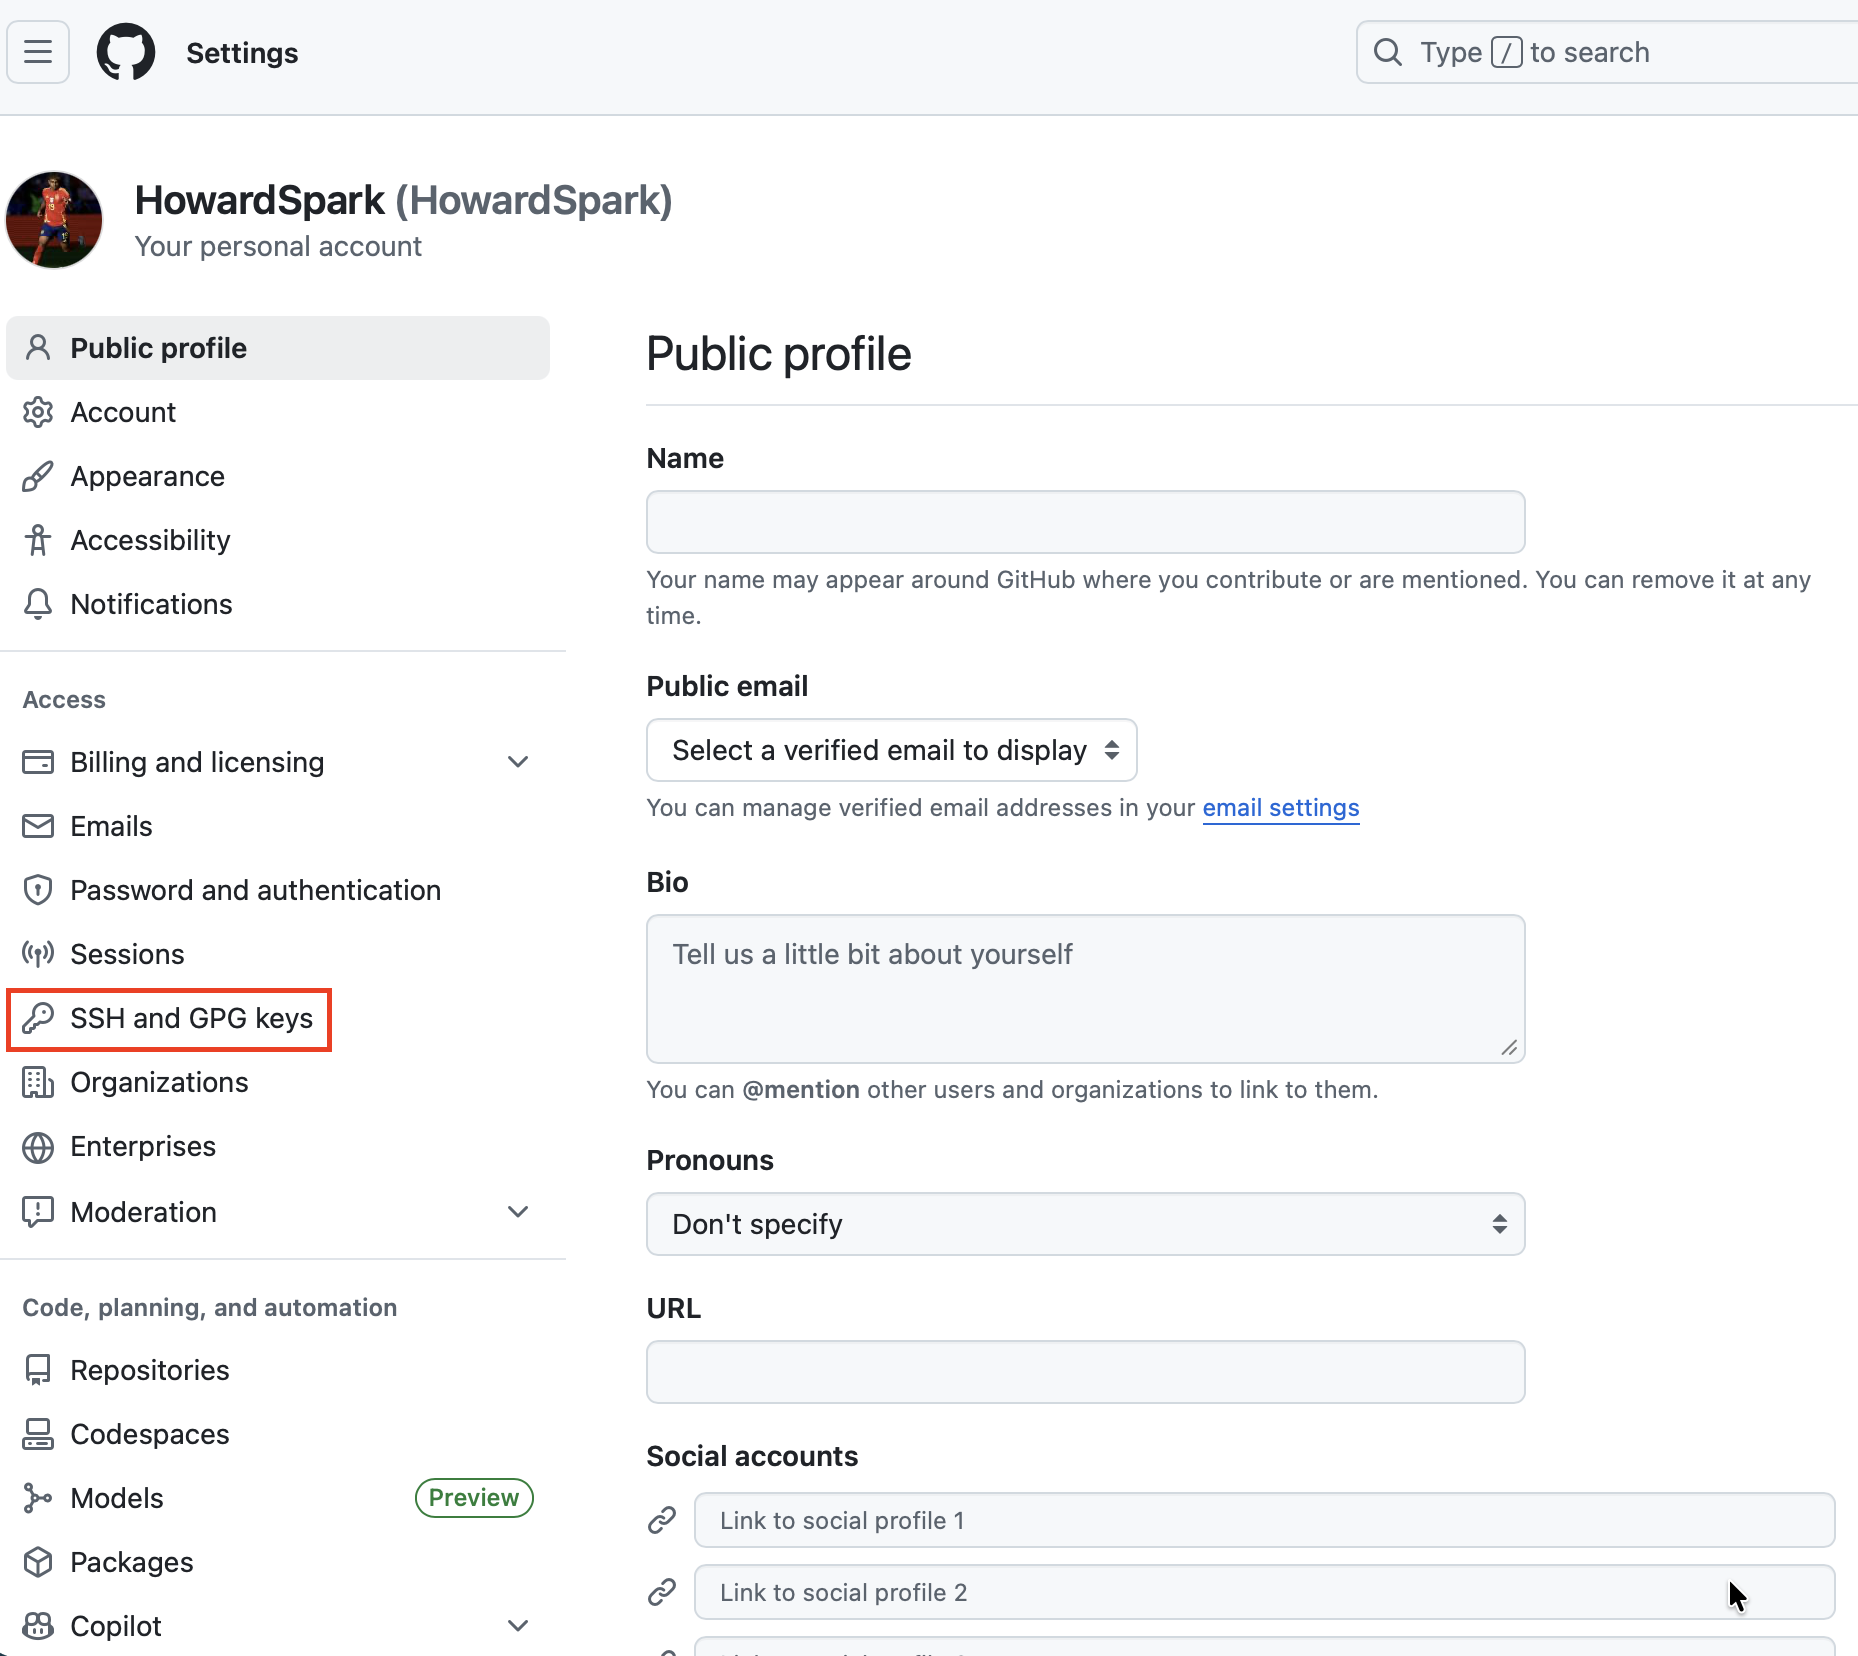 Settings
Type / to search
HowardSpark (HowardSpark)
Your personal account
Public profile
Account
Appearance
Accessibility
Notifications
Access
Billing and licensing
Emails
Password and authentication
Sessions
SSH and GPG keys
Organizations
Enterprises
Moderation
Code, planning, and automation
Repositories
Codespaces
Models Preview
Packages
Copilot
Public profile
Name
Your name may appear around GitHub where you contribute or are mentioned. You can remove it at any
time.
Public email
Select a verified email to display
You can manage verified email addresses in your email settings
Bio
Tell us a little bit about yourself
You can @mention other users and organizations to link to them.
Pronouns
Don't specify
URL
Social accounts
Link to social profile 1
Link to social profile 2